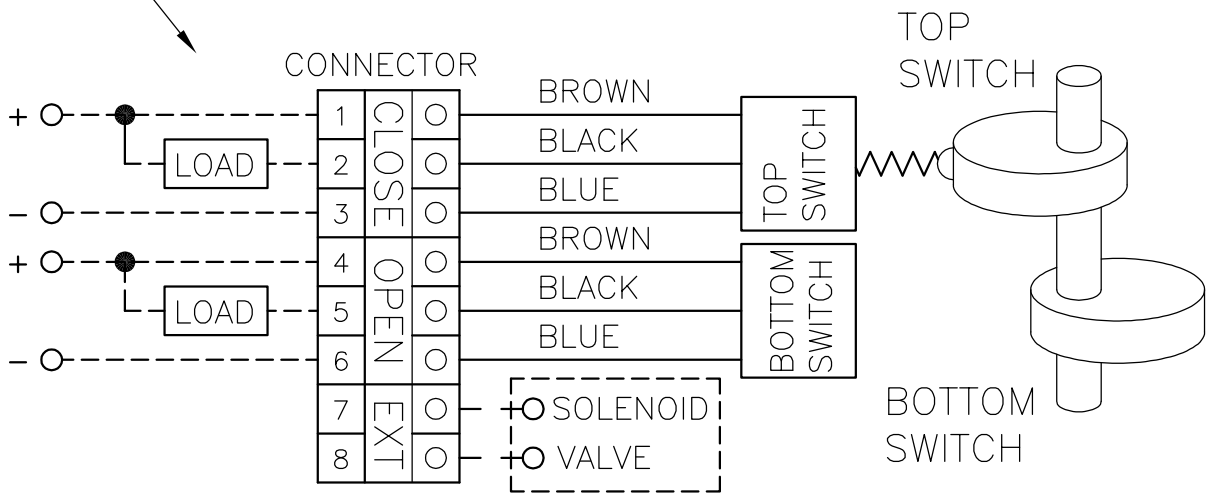 TOP
SWITCH
CONNECTOR
+ 1 CLOSE BROWN
LOAD 2 BLACK
- 3 BLUE
TOP
SWITCH
+ 4 OPEN BROWN
LOAD 5 BLACK
- 6 BLUE
BOTTOM
SWITCH
7 EXT SOLENOID
8 VALVE
BOTTOM
SWITCH